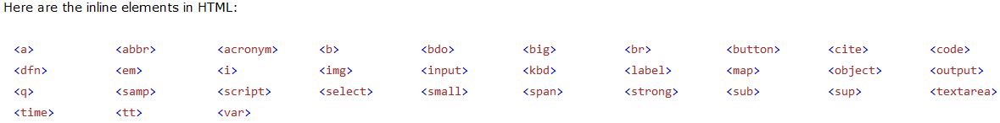 Here are the inline elements in HTML:
<a> <abbr> <acronym> <b> <bdo> <big> <br> <button> <cite> <code>
<dfn> <em> <i> <img> <input> <kbd> <label> <map> <object> <output>
<q> <samp> <script> <select> <small> <span> <strong> <sub> <sup> <textarea>
<time> <tt> <var>